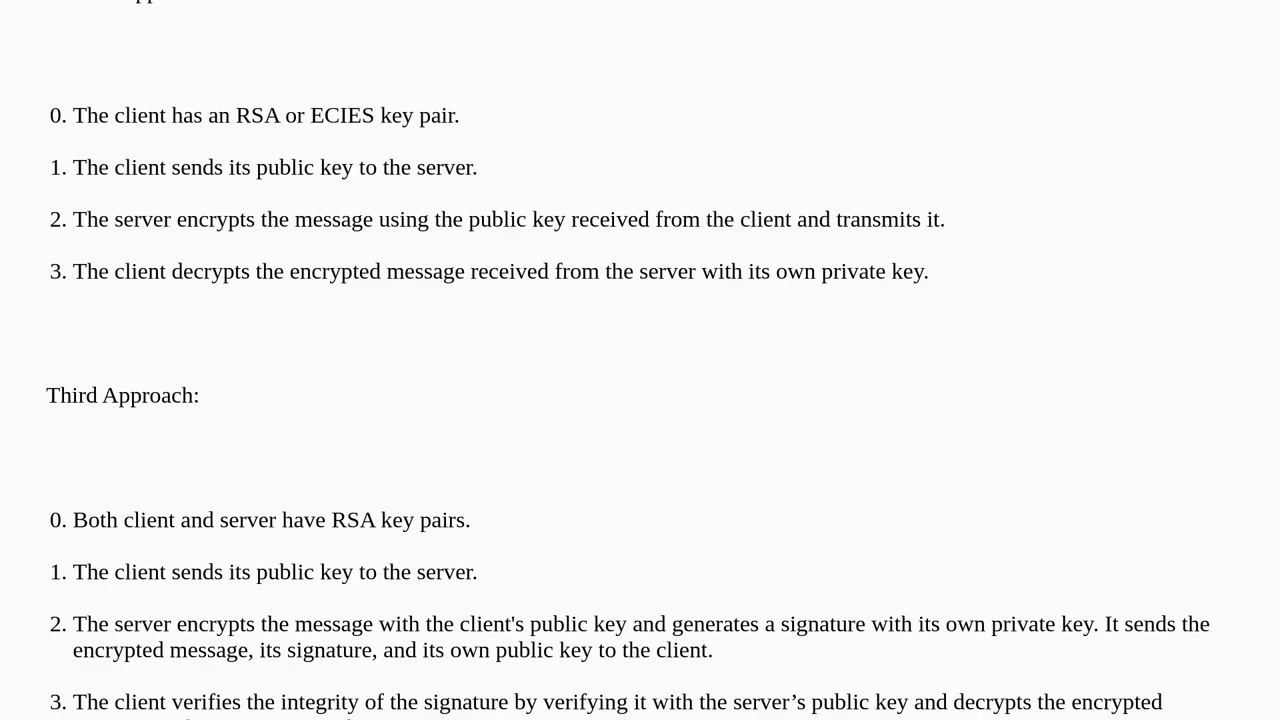 0. The client has an RSA or ECIES key pair.
1. The client sends its public key to the server.
2. The server encrypts the message using the public key received from the client and transmits it.
3. The client decrypts the encrypted message received from the server with its own private key.
Third Approach:
0. Both client and server have RSA key pairs.
1. The client sends its public key to the server.
2. The server encrypts the message with the client's public key and generates a signature with its own private key. It sends the
encrypted message, its signature, and its own public key to the client.
3. The client verifies the integrity of the signature by verifying it with the server’s public key and decrypts the encrypted